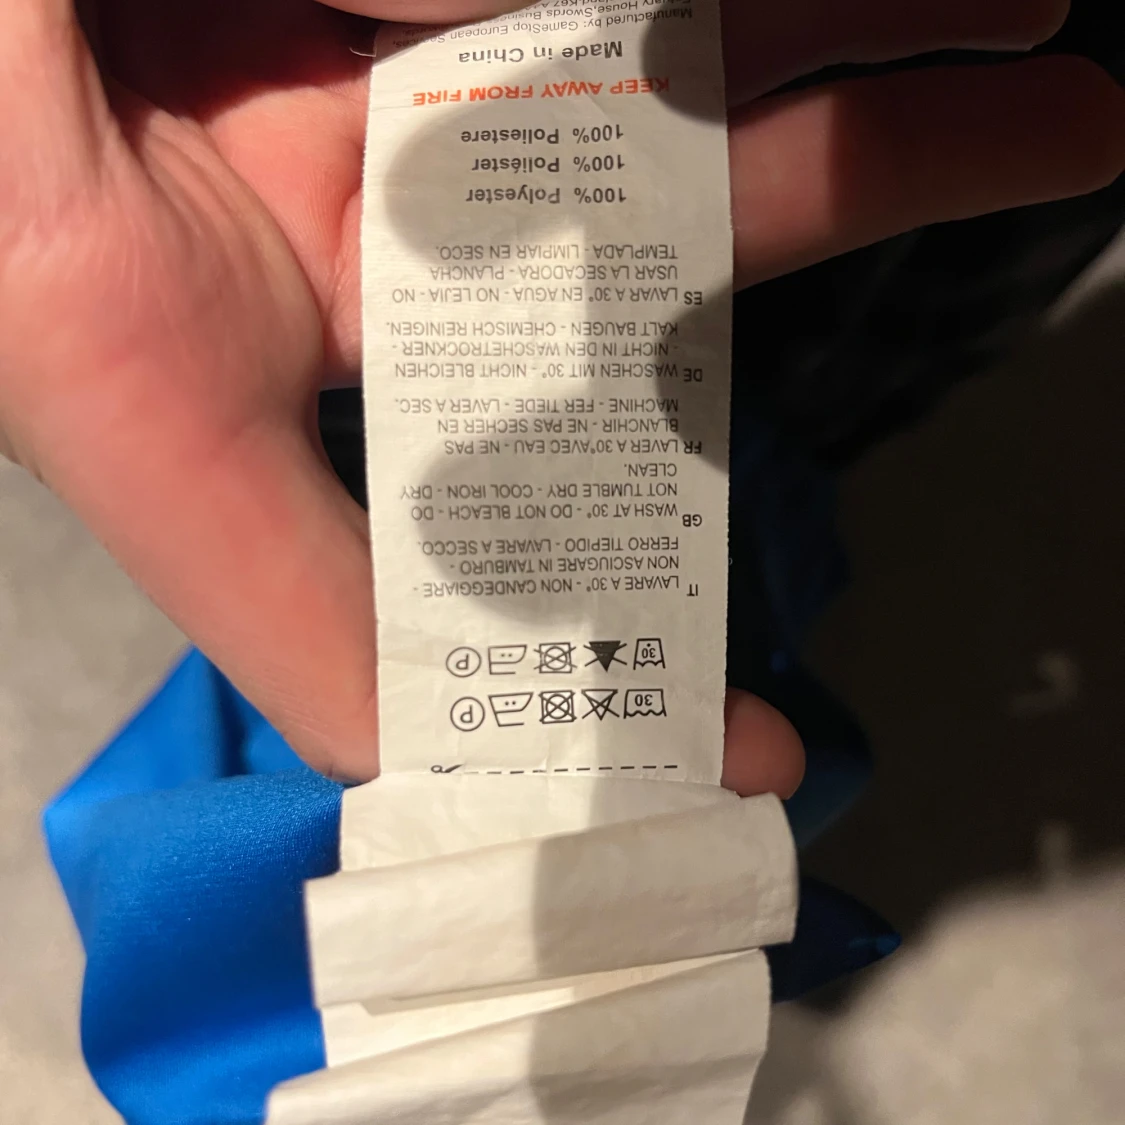 30
30
IT LAVARE A 30° - NON CANDEGGIARE -
NON ASCIUGARE IN TAMBURO -
FERRO TIEPIDO - LAVARE A SECCO.
GB WASH AT 30° - DO NOT BLEACH - DO
NOT TUMBLE DRY - COOL IRON - DRY
CLEAN.
FR LAVER A 30°AVEC EAU - NE PAS
BLANCHIR - NE PAS SECHER EN
MACHINE - FER TIEDE - LAVER A SEC.
DE WASCHEN MIT 30° - NICHT BLEICHEN
- NICHT IN DEN WASCHETROCKNER -
KALT BAUGEN - CHEMISCH REINIGEN.
ES LAVAR A 30° EN AGUA - NO LEJIA - NO
USAR LA SECADORA - PLANCHA
TEMPLADA - LIMPIAR EN SECO.
100% Polyester
100% Poliéster
100% Poliestere
KEEP AWAY FROM FIRE
Made in China
Manufactured by: GameStop European Services,
House, Swords